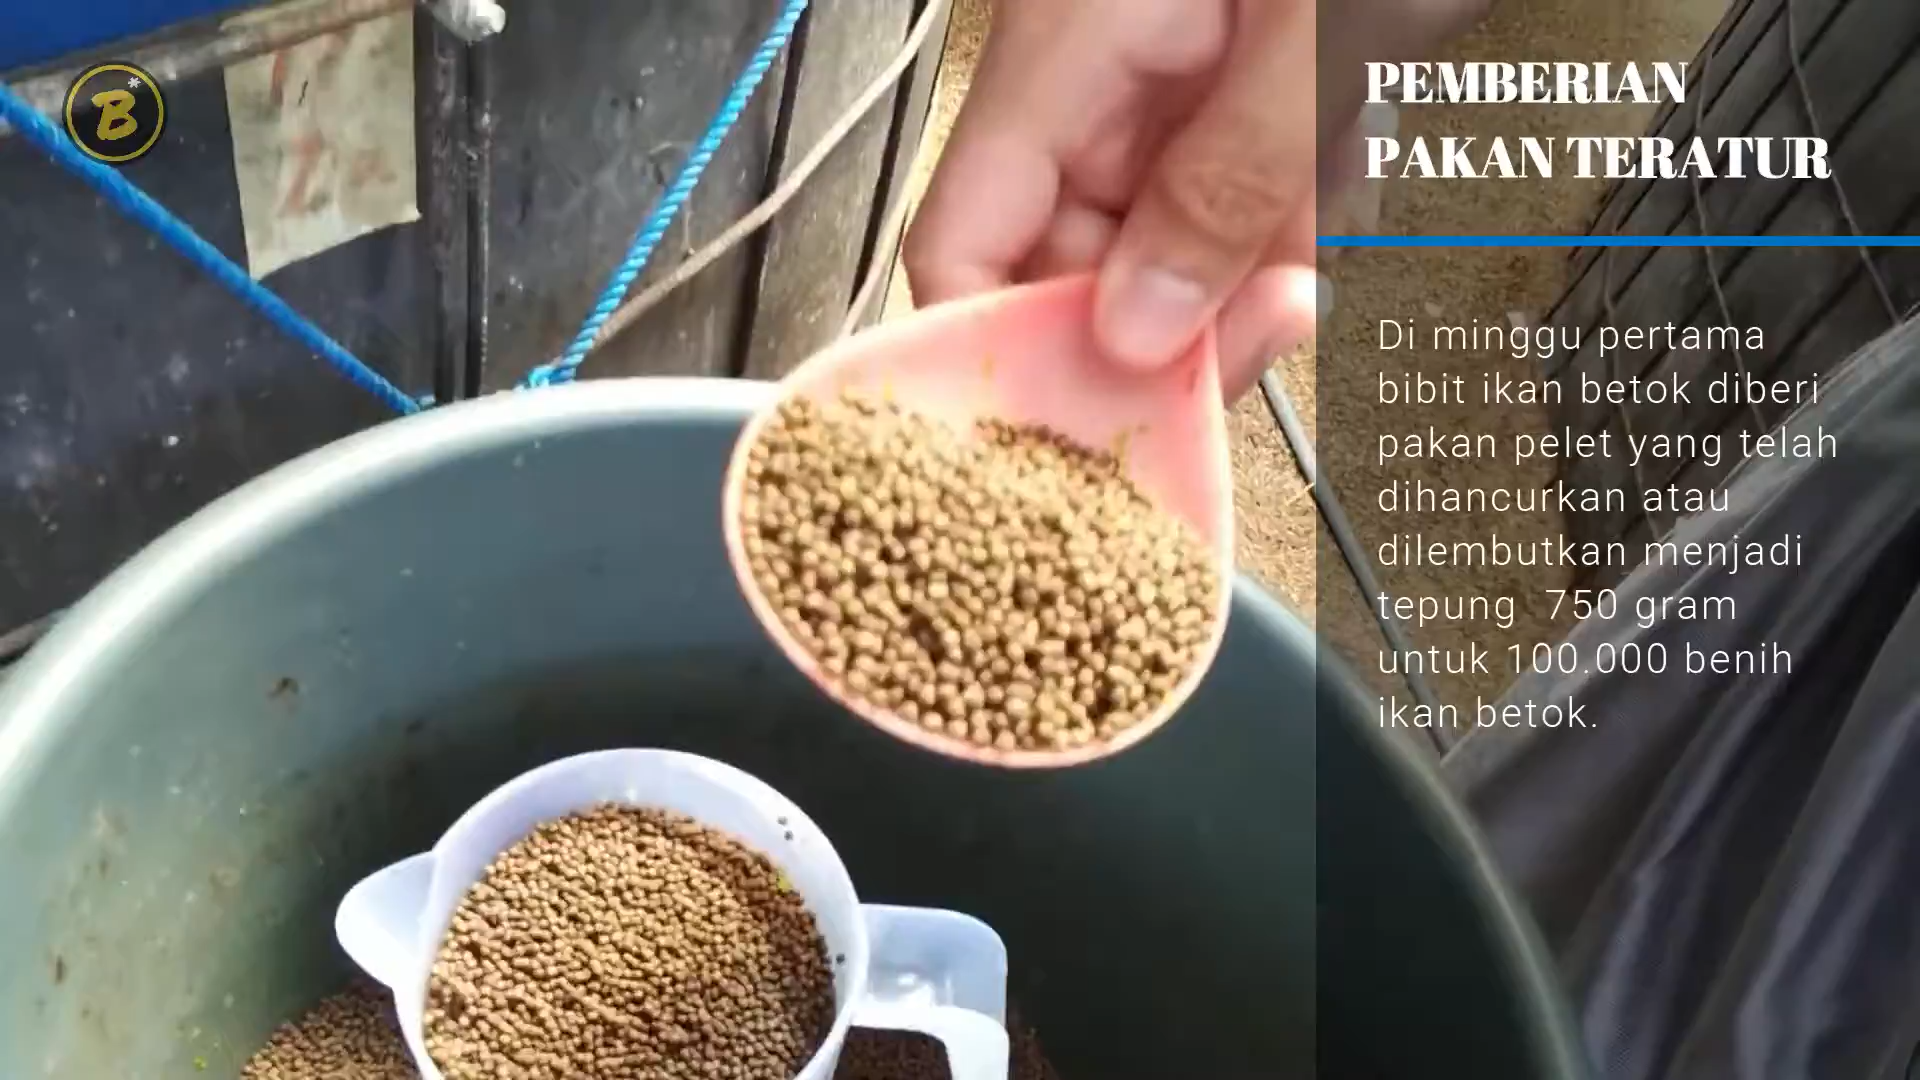 B*
PEMBERIAN
PAKAN TERATUR
Di minggu pertama
bibit ikan betok diberi
pakan pelet yang telah
dihancurkan atau
dilembutkan menjadi
tepung  750 gram
untuk 100.000 benih
ikan betok.